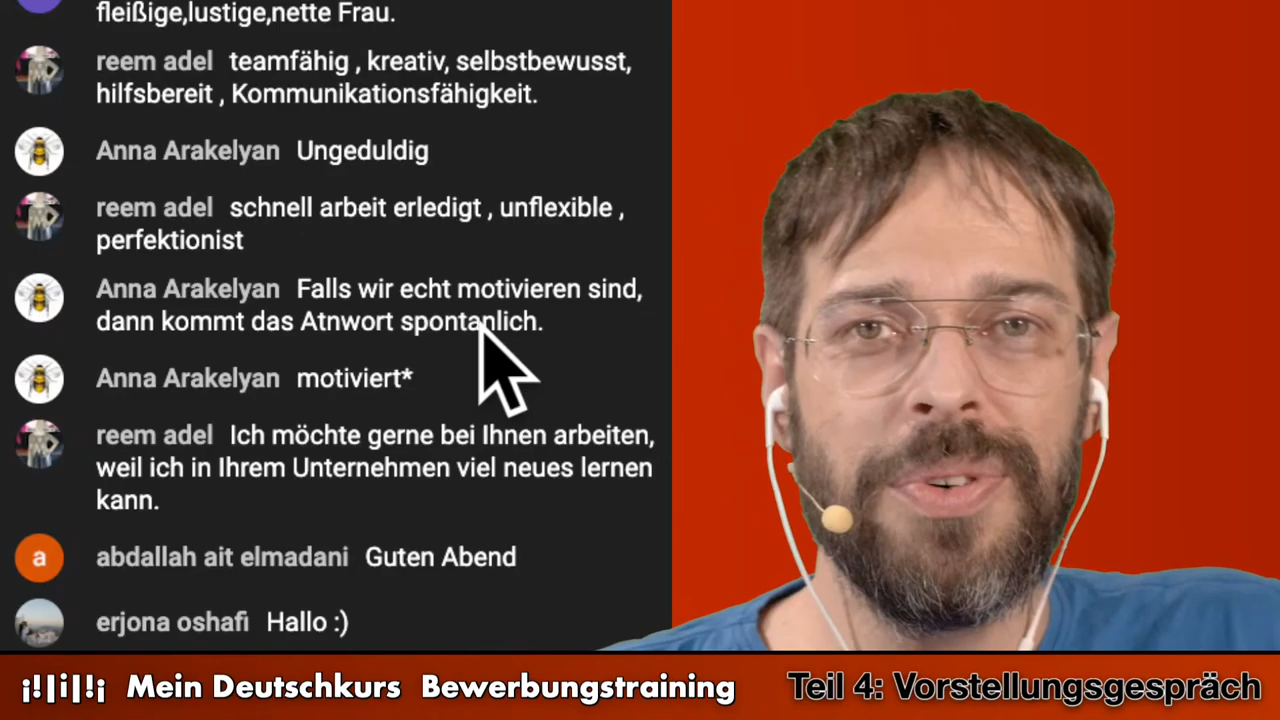 fleißige,lustige,nette Frau.
reem adel teamfähig , kreativ, selbstbewusst,
hilfsbereit , Kommunikationsfähigkeit.
Anna Arakelyan Ungeduldig
reem adel schnell arbeit erledigt , unflexible ,
perfektionist
Anna Arakelyan Falls wir echt motivieren sind,
dann kommt das Atnwort spontanlich.
Anna Arakelyan motiviert*
reem adel Ich möchte gerne bei Ihnen arbeiten,
weil ich in Ihrem Unternehmen viel neues lernen
kann.
a abdallah ait elmadani Guten Abend
erjona oshafi Hallo :)
¡!|¡|!¡ Mein Deutschkurs Bewerbungstraining Teil 4: Vorstellungsgespräch